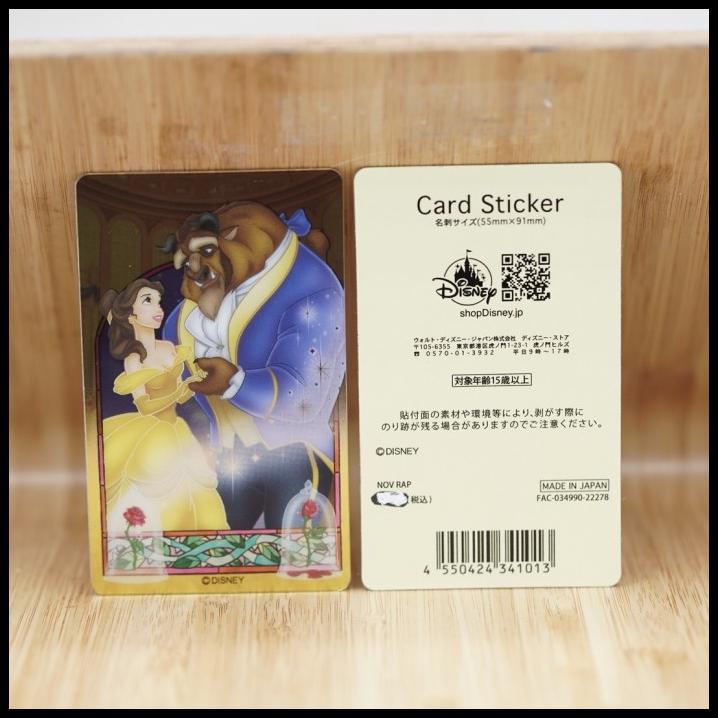 ©DISNEY
Card Sticker
名刺サイズ(55mm×91mm)
Disney
shopDisney.jp
ウォルト・ディズニー・ジャパン株式会社 ディズニー・ストア
〒105-6355 東京都港区虎ノ門1-23-1 虎ノ門ヒルズ
☎ 0570-01-3932 平日9時〜17時
対象年齢15歳以上
貼付面の素材や環境等により、剥がす際に
のり跡が残る場合がありますのでご注意ください。
©DISNEY
NOV RAP
MADE IN JAPAN
税込)
FAC-034990-22278
4 550424 341013